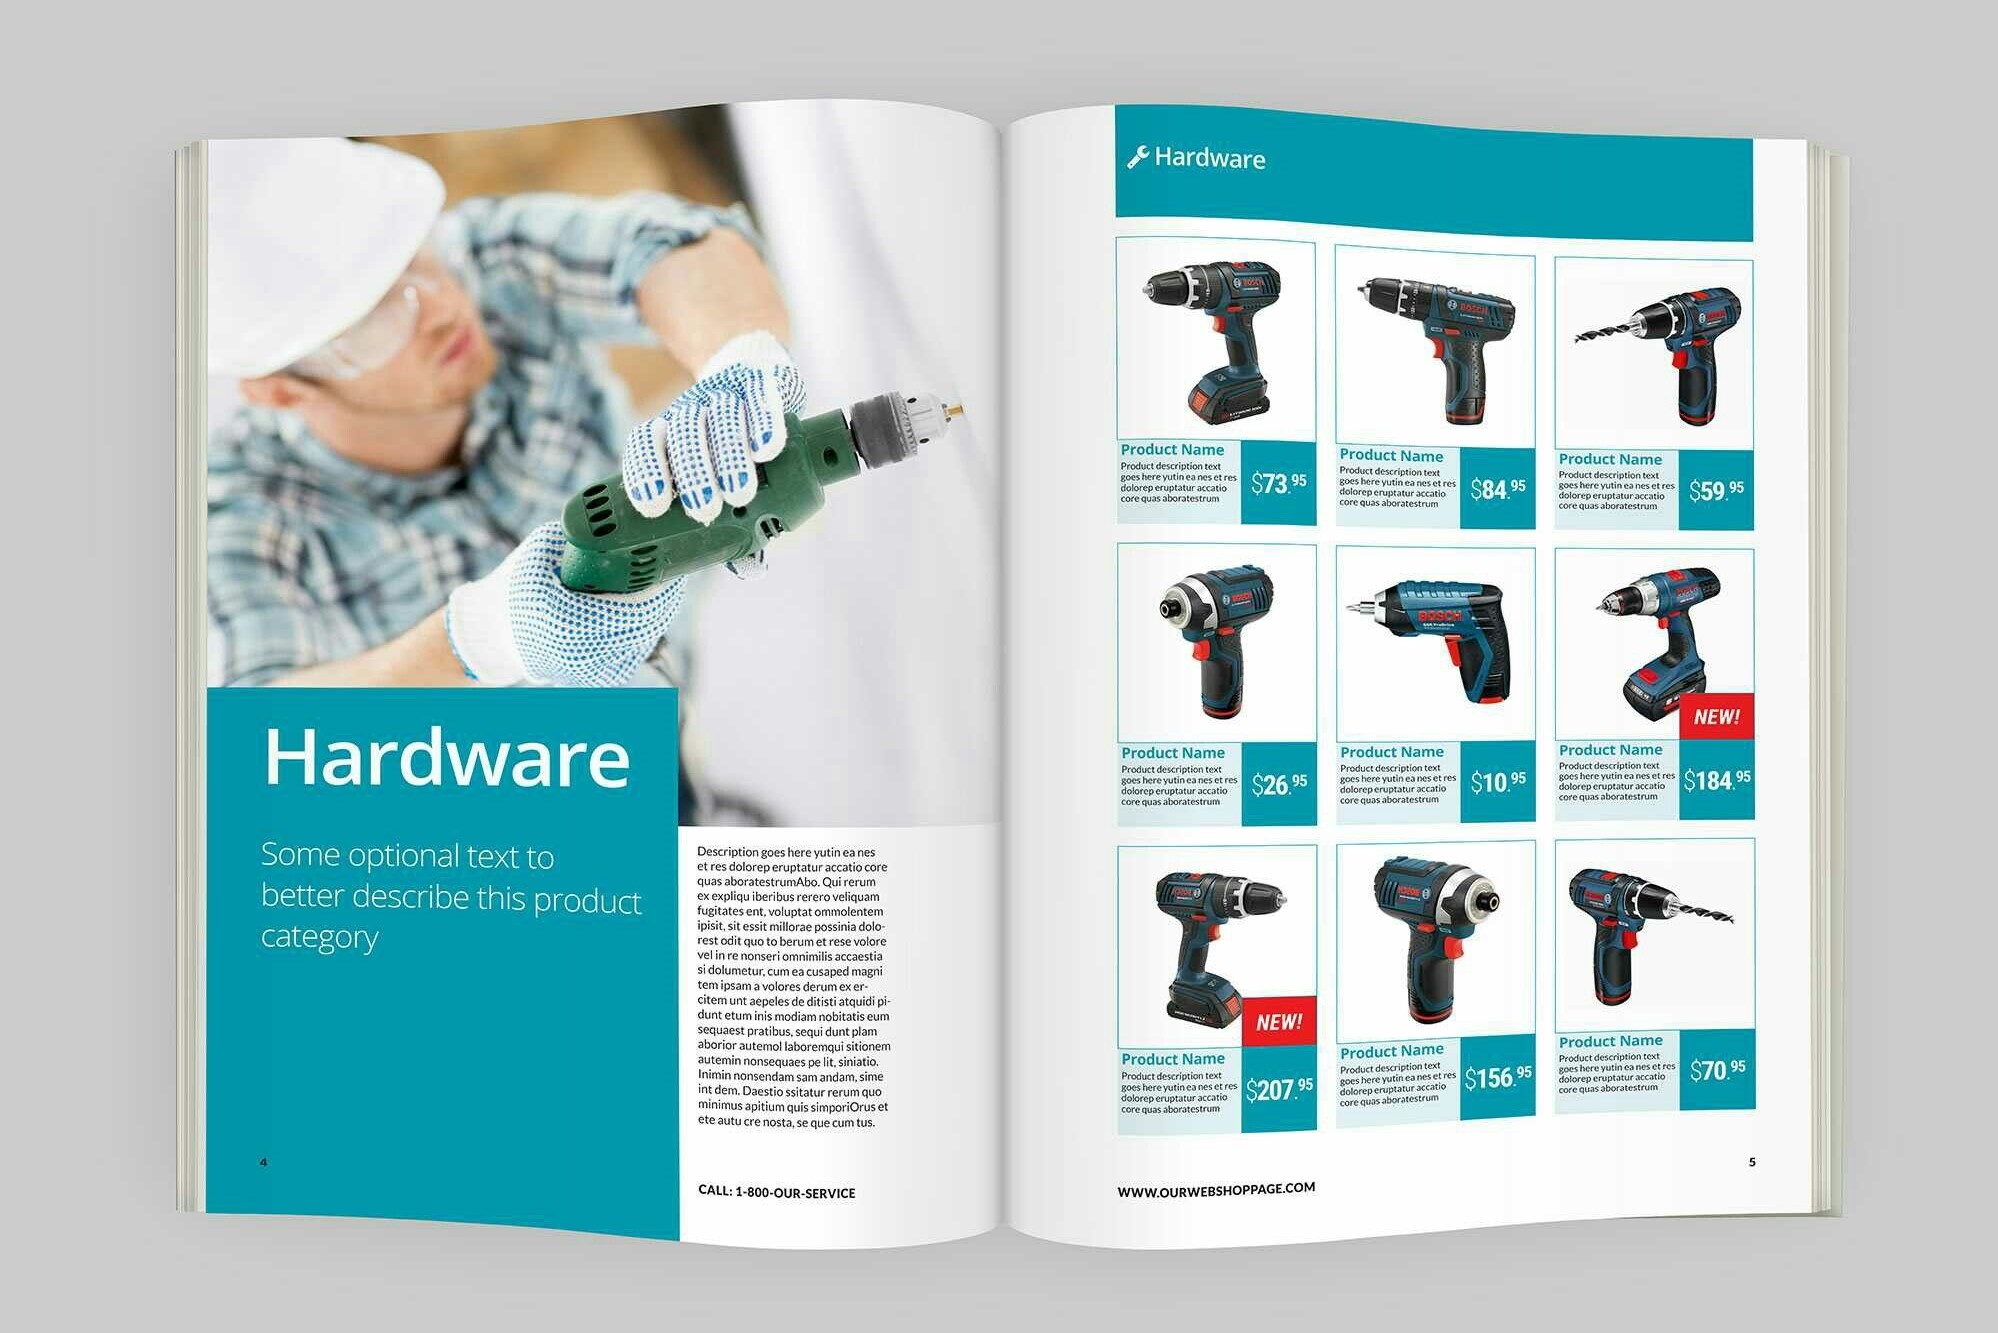 Hardware
Some optional text to
better describe this product
category
Description goes here yutin ea nes
et res dolorep eruptatur accatio core
quas aboratestrumAbo. Qui rerum
ex expliqu iberibus rerero veliquam
fugitates ent, voluptat ommolentem
ipisit, sit essit millorae possinia dolo-
rest odit quo to berum et rese volore
vel in re nonseri omnimilis accaestia
si dolumetur, cum ea cusaped magni
tem ipsam a volores derum ex er-
citem unt aepeles de ditisti atquidi pi-
dunt etum inis modiam nobitatis eum
sequaest pratibus, sequi dunt plam
aborior autemol laboremqui sitionem
autemin nonsequaes pe lit, siniatio.
Inimin nonsendam sam andam, sime
int dem. Daestio ssitatur rerum quo
minimus apitium quis simporiOrus et
ete autu cre nosta, se que cum tus.
4
CALL: 1-800-OUR-SERVICE
Hardware
BOSCH
Product Name
Product description text
goes here yutin ea nes et res
dolorep eruptatur accatio
core quas aboratestrum
$73.95
BOSCH
Product Name
Product description text
goes here yutin ea nes et res
dolorep eruptatur accatio
core quas aboratestrum
$84.95
BOSCH
Product Name
Product description text
goes here yutin ea nes et res
dolorep eruptatur accatio
core quas aboratestrum
$59.95
BOSCH
Product Name
Product description text
goes here yutin ea nes et res
dolorep eruptatur accatio
core quas aboratestrum
$26.95
BOSCH
Product Name
Product description text
goes here yutin ea nes et res
dolorep eruptatur accatio
core quas aboratestrum
$10.95
BOSCH
NEW!
Product Name
Product description text
goes here yutin ea nes et res
dolorep eruptatur accatio
core quas aboratestrum
$184.95
BOSCH
NEW!
Product Name
Product description text
goes here yutin ea nes et res
dolorep eruptatur accatio
core quas aboratestrum
$207.95
BOSCH
Product Name
Product description text
goes here yutin ea nes et res
dolorep eruptatur accatio
core quas aboratestrum
$156.95
BOSCH
Product Name
Product description text
goes here yutin ea nes et res
dolorep eruptatur accatio
core quas aboratestrum
$70.95
5
WWW.OURWEBSHOPPAGE.COM